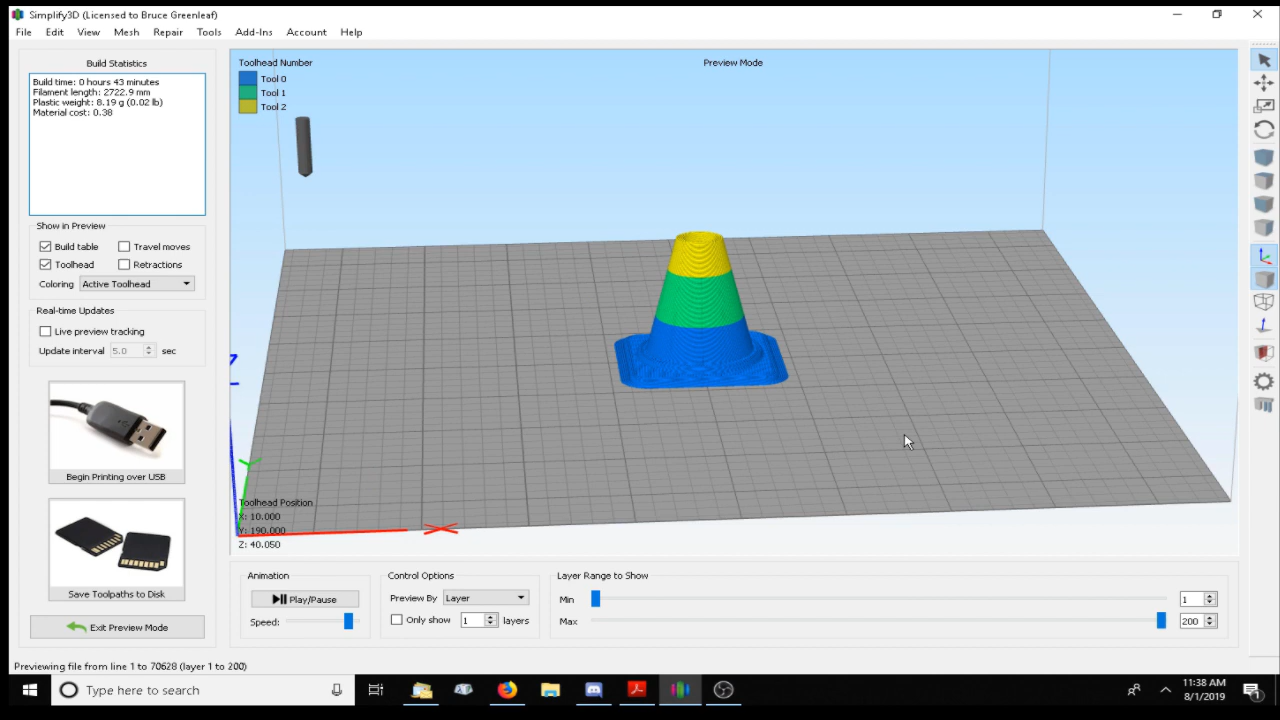 Simplify3D (Licensed to Bruce Greenleaf)
File Edit View Mesh Repair Tools Add-Ins Account Help
Build Statistics
Build time: 0 hours 43 minutes
Filament length: 2722.9 mm
Plastic weight: 8.19 g (0.02 lb)
Material cost: 0.38
Show in Preview
Build table Travel moves
Toolhead Retractions
Coloring Active Toolhead
Real-time Updates
Live preview tracking
Update interval 5.0 sec
Begin Printing over USB
Save Toolpaths to Disk
Exit Preview Mode
Toolhead Number
Tool 0
Tool 1
Tool 2
Preview Mode
Z
Toolhead Position
X: 10.000
Y: 190.000
Z: 40.050
Animation
Play/Pause
Speed:
Control Options
Preview By Layer
Only show 1 layers
Layer Range to Show
Min 1
Max 200
Previewing file from line 1 to 70628 (layer 1 to 200)
Type here to search
11:38 AM
8/1/2019
1